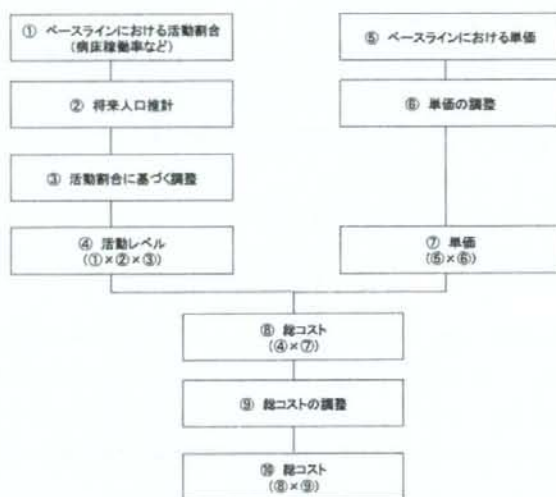 ① ベースラインにおける活動割合
(病床稼働率など)
② 将来人口推計
③ 活動割合に基づく調整
④ 活動レベル
(①×②×③)
⑤ ベースラインにおける単価
⑥ 単価の調整
⑦ 単価
(⑤×⑥)
⑧ 総コスト
(④×⑦)
⑨ 総コストの調整
⑩ 総コスト
(⑧×⑨)